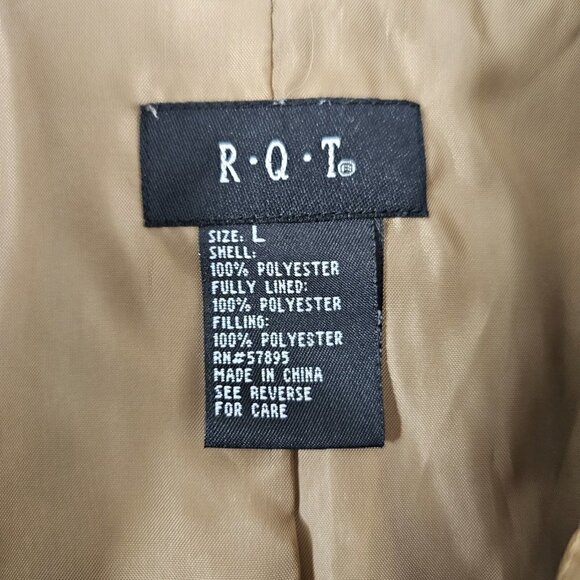 R·Q·T®
SIZE: L
SHELL:
100% POLYESTER
FULLY LINED:
100% POLYESTER
FILLING:
100% POLYESTER
RN#57895
MADE IN CHINA
SEE REVERSE
FOR CARE